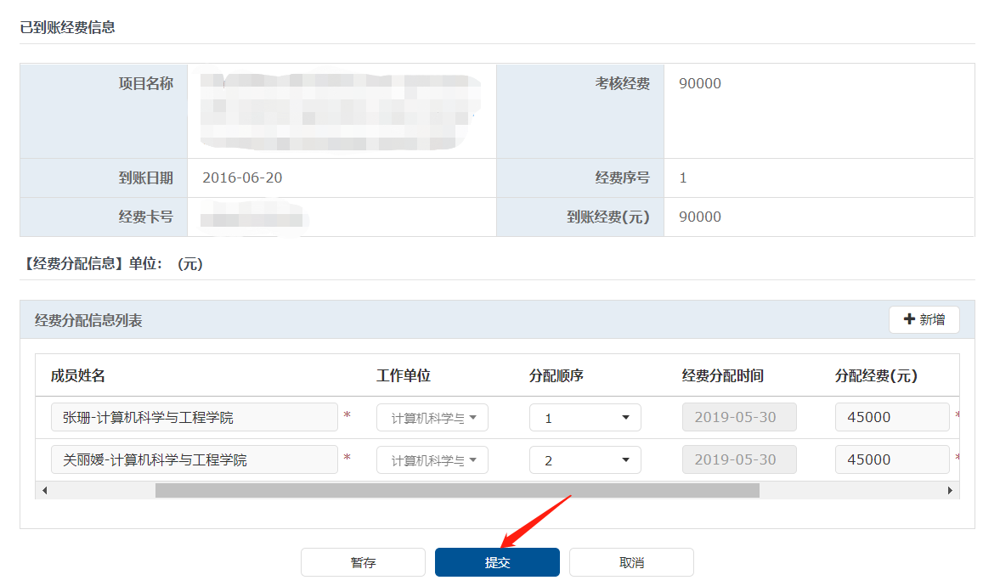 已到账经费信息
项目名称 考核经费 90000
到账日期 2016-06-20 经费序号 1
经费卡号 到账经费(元) 90000
【经费分配信息】单位： (元)
经费分配信息列表 新增
成员姓名 工作单位 分配顺序 经费分配时间 分配经费(元)
张珊-计算机科学与工程学院 * 计算机科学与 1 2019-05-30 45000 *
关丽媛-计算机科学与工程学院 * 计算机科学与 2 2019-05-30 45000 *
暂存 提交 取消